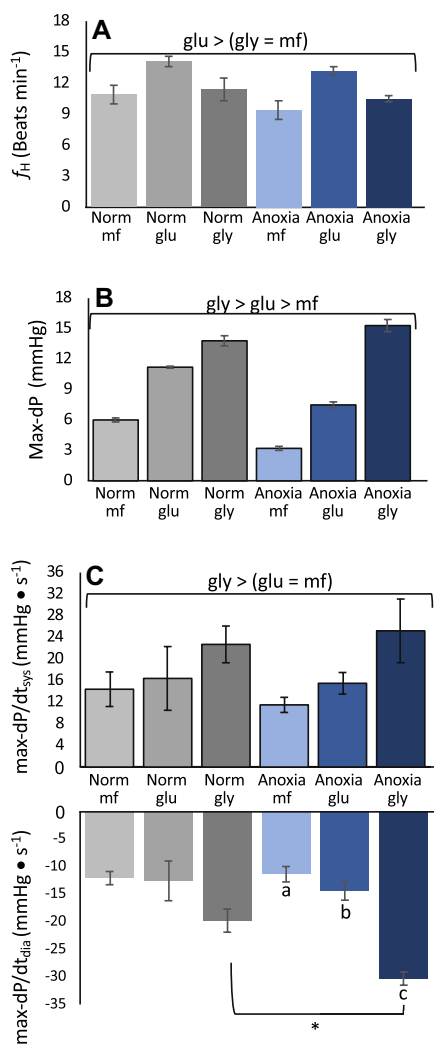 A
glu > (gly = mf)
fH (Beats min-1)
18
15
12
9
6
3
0
Norm mf
Norm glu
Norm gly
Anoxia mf
Anoxia glu
Anoxia gly
B
gly > glu > mf
Max-dP (mmHg)
18
15
12
9
6
3
0
Norm mf
Norm glu
Norm gly
Anoxia mf
Anoxia glu
Anoxia gly
C
gly > (glu = mf)
max-dP/dtsys (mmHg • s-1)
36
32
28
24
20
16
12
8
4
0
Norm mf
Norm glu
Norm gly
Anoxia mf
Anoxia glu
Anoxia gly
max-dP/dtdia (mmHg • s-1)
0
-5
-10
-15
-20
-25
-30
-35
a
b
c
*